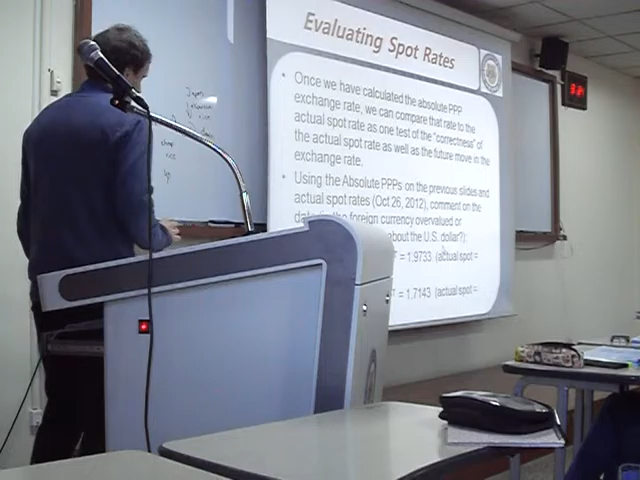 Evaluating Spot Rates
• Once we have calculated the absolute PPP
exchange rate, we can compare that rate to the
actual spot rate as one test of the "correctness" of
the actual spot rate as well as the future move in the
exchange rate.
• Using the Absolute PPPs on the previous slides and
actual spot rates (Oct 26, 2012), comment on the
the foreign currency overvalued or
about the U.S. dollar?):
= 1.9733 (actual spot =
= 1.7143 (actual spot =